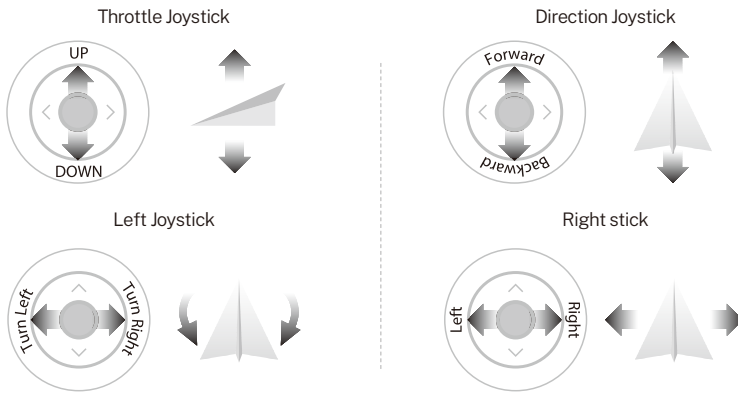 Throttle Joystick
UP
DOWN
Direction Joystick
Forward
Backward
Left Joystick
Turn Left
Turn Right
Right stick
Left
Right